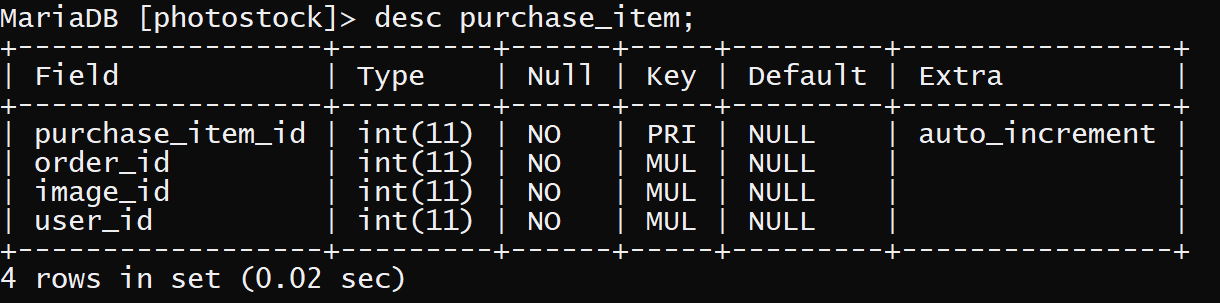 MariaDB [photostock]> desc purchase_item;
+------------------+---------+------+-----+---------+----------------+
| Field            | Type    | Null | Key | Default | Extra          |
+------------------+---------+------+-----+---------+----------------+
| purchase_item_id | int(11) | NO   | PRI | NULL    | auto_increment |
| order_id         | int(11) | NO   | MUL | NULL    |                |
| image_id         | int(11) | NO   | MUL | NULL    |                |
| user_id          | int(11) | NO   | MUL | NULL    |                |
+------------------+---------+------+-----+---------+----------------+
4 rows in set (0.02 sec)